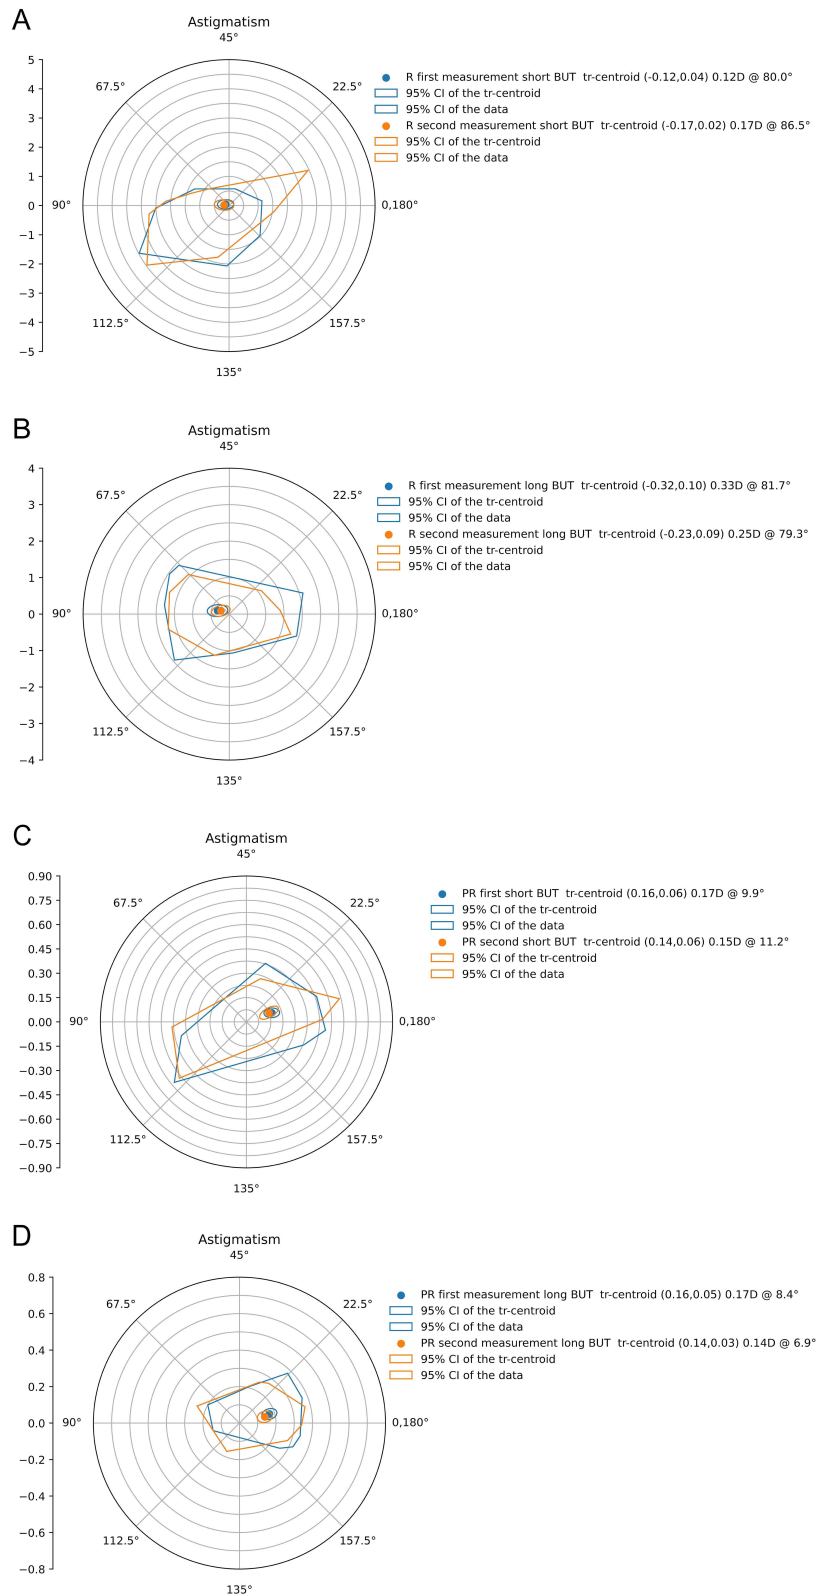 A
Astigmatism
45°
67.5°
22.5°
90°
0,180°
112.5°
157.5°
135°
5
4
3
2
1
0
−1
−2
−3
−4
−5
R first measurement short BUT tr-centroid (-0.12,0.04) 0.12D @ 80.0°
95% CI of the tr-centroid
95% CI of the data
R second measurement short BUT tr-centroid (-0.17,0.02) 0.17D @ 86.5°
95% CI of the tr-centroid
95% CI of the data
B
Astigmatism
45°
67.5°
22.5°
90°
0,180°
112.5°
157.5°
135°
4
3
2
1
0
−1
−2
−3
−4
R first measurement long BUT tr-centroid (-0.32,0.10) 0.33D @ 81.7°
95% CI of the tr-centroid
95% CI of the data
R second measurement long BUT tr-centroid (-0.23,0.09) 0.25D @ 79.3°
95% CI of the tr-centroid
95% CI of the data
C
Astigmatism
45°
67.5°
22.5°
90°
0,180°
112.5°
157.5°
135°
0.90
0.75
0.60
0.45
0.30
0.15
0.00
−0.15
−0.30
−0.45
−0.60
−0.75
−0.90
PR first short BUT tr-centroid (0.16,0.06) 0.17D @ 9.9°
95% CI of the tr-centroid
95% CI of the data
PR second short BUT tr-centroid (0.14,0.06) 0.15D @ 11.2°
95% CI of the tr-centroid
95% CI of the data
D
Astigmatism
45°
67.5°
22.5°
90°
0,180°
112.5°
157.5°
135°
0.8
0.6
0.4
0.2
0.0
−0.2
−0.4
−0.6
−0.8
PR first measurement long BUT tr-centroid (0.16,0.05) 0.17D @ 8.4°
95% CI of the tr-centroid
95% CI of the data
PR second measurement long BUT tr-centroid (0.14,0.03) 0.14D @ 6.9°
95% CI of the tr-centroid
95% CI of the data